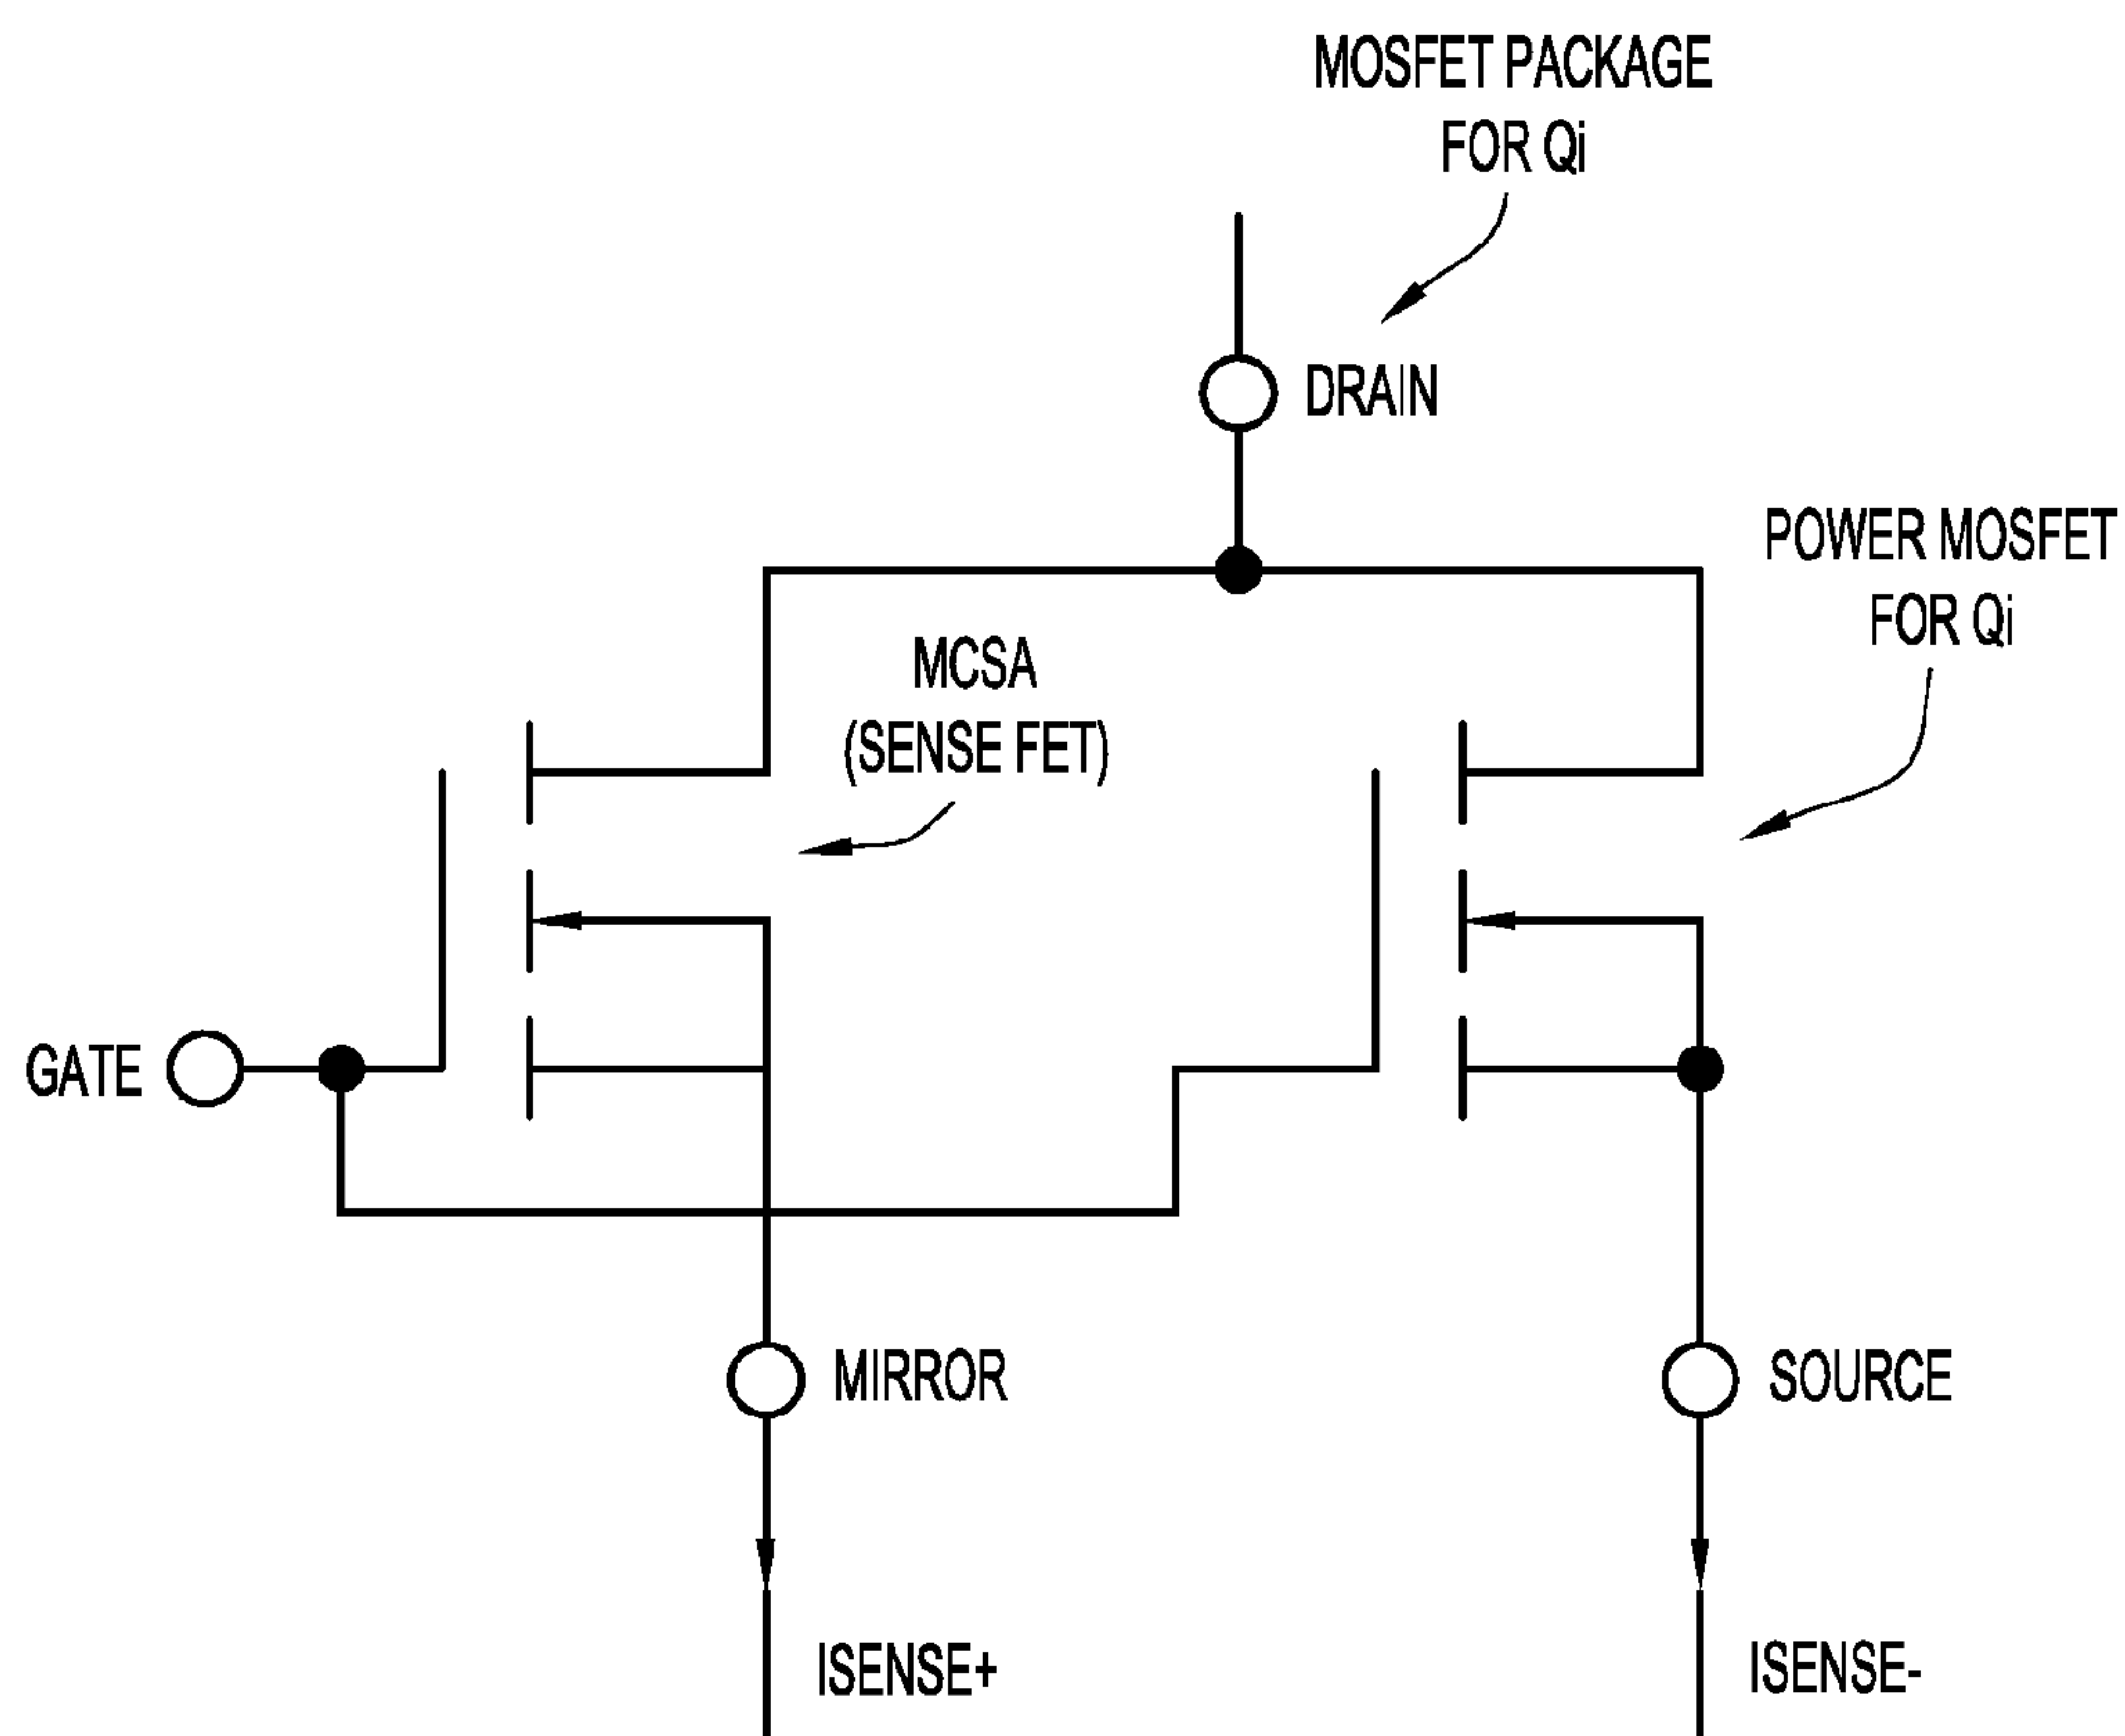 MOSFET PACKAGE
FOR Qi
DRAIN
POWER MOSFET
FOR Qi
MCSA
(SENSE FET)
GATE
MIRROR
SOURCE
ISENSE+
ISENSE-